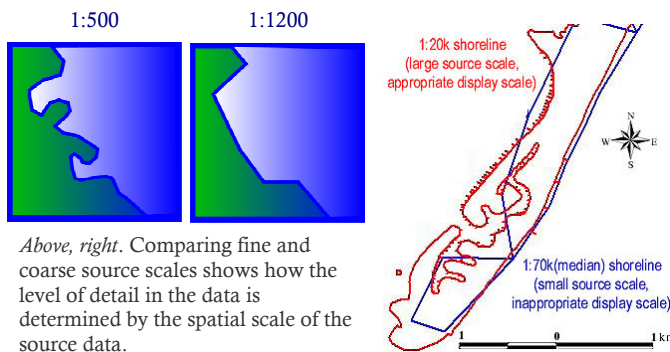 1:500
1:1200
Above, right. Comparing fine and
coarse source scales shows how the
level of detail in the data is
determined by the spatial scale of the
source data.
1:20k shoreline
(large source scale,
appropriate display scale)
N
W
E
S
1:70k(median) shoreline
(small source scale,
inappropriate display scale)
1 0 1 km